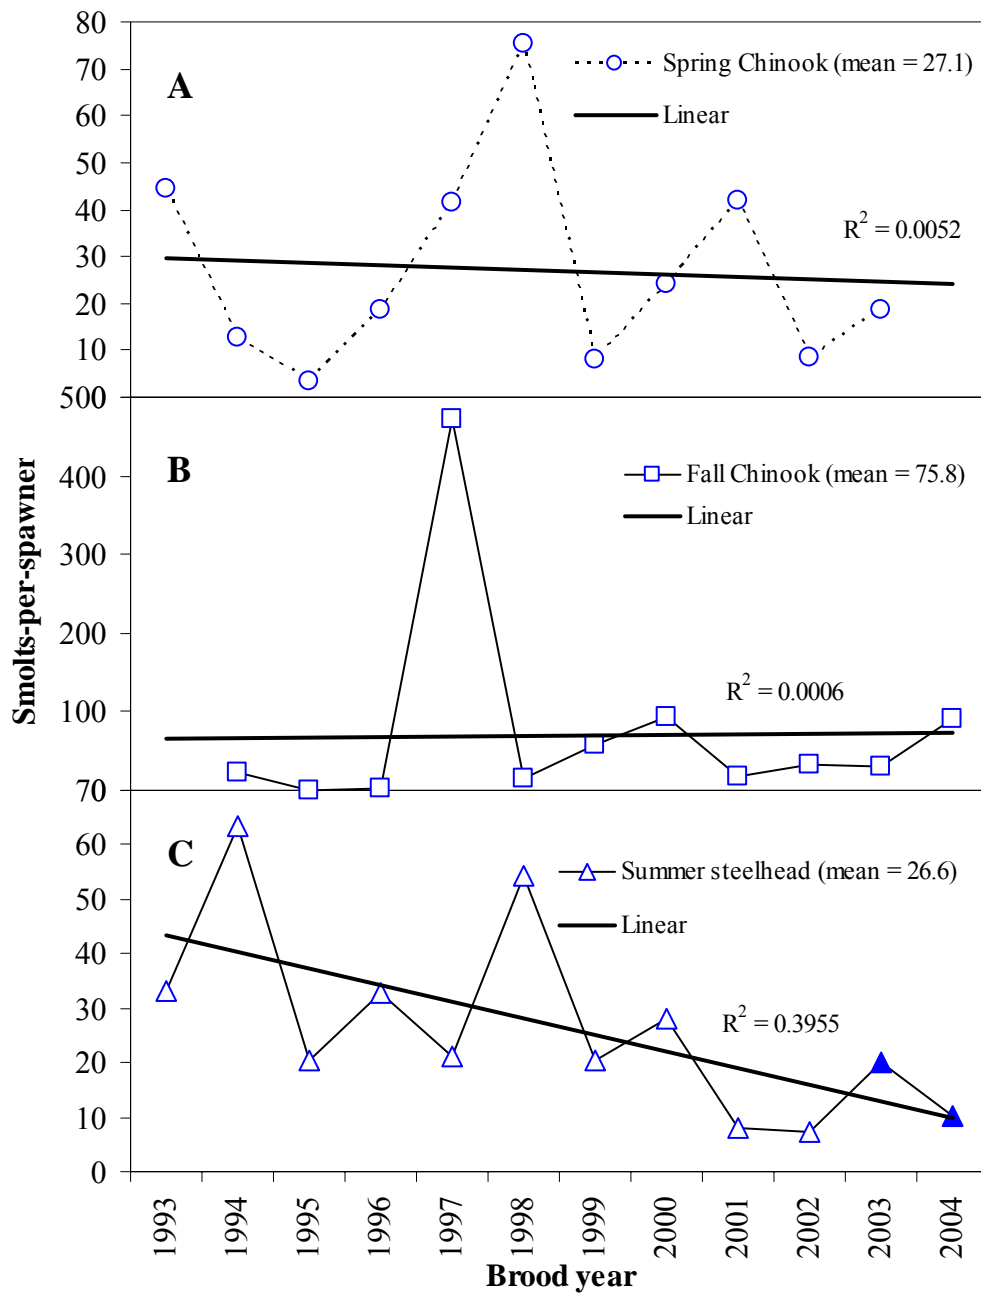 80
70
60
50
40
30
20
10
500
A
Spring Chinook (mean = 27.1)
Linear
R² = 0.0052
400
300
200
100
70
B
Fall Chinook (mean = 75.8)
Linear
R² = 0.0006
Smolts-per-spawner
60
50
40
30
20
10
0
C
Summer steelhead (mean = 26.6)
Linear
R² = 0.3955
1993
1994
1995
1996
1997
1998
1999
2000
2001
2002
2003
2004
Brood year